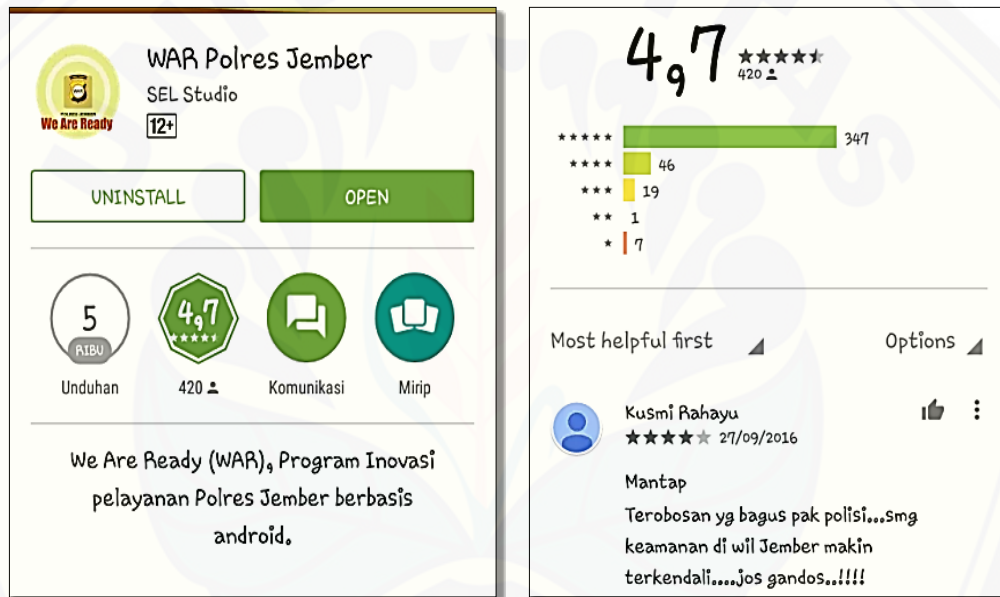 WAR Polres Jember
SEL Studio
12+
We Are Ready
UNINSTALL
OPEN
5
RIBU
Unduhan
4,7
420
Komunikasi
Mirip
We Are Ready (WAR), Program Inovasi
pelayanan Polres Jember berbasis
android.
4,7
420
347
46
19
1
7
Most helpful first
Options
Kusmi Rahayu
27/09/2016
Mantap
Terobosan yg bagus pak polisi...smg
keamanan di wil Jember makin
terkendali....jos gandos..!!!!